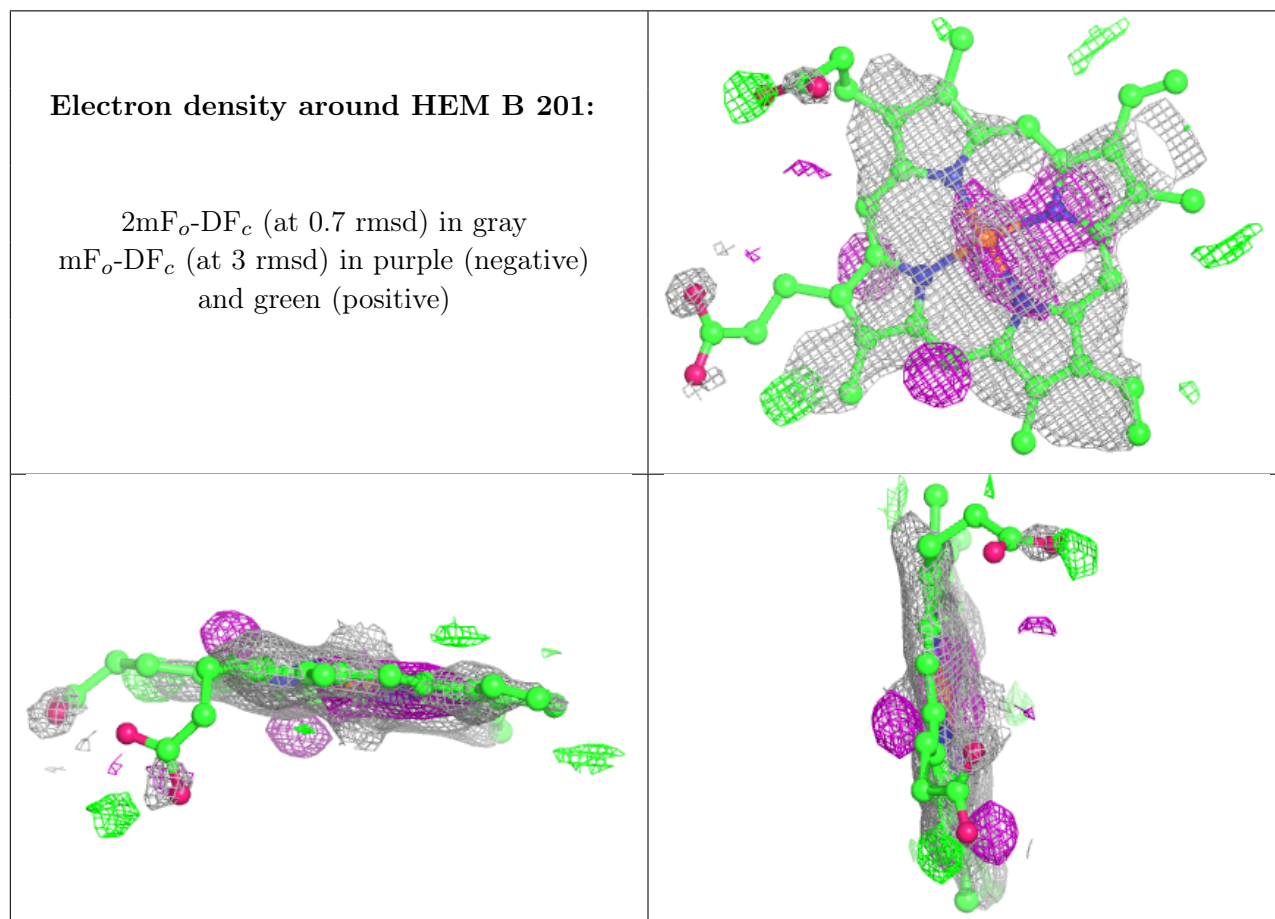 Electron density around HEM B 201:
2mFₒ-DF𝒸 (at 0.7 rmsd) in gray
mFₒ-DF𝒸 (at 3 rmsd) in purple (negative)
and green (positive)